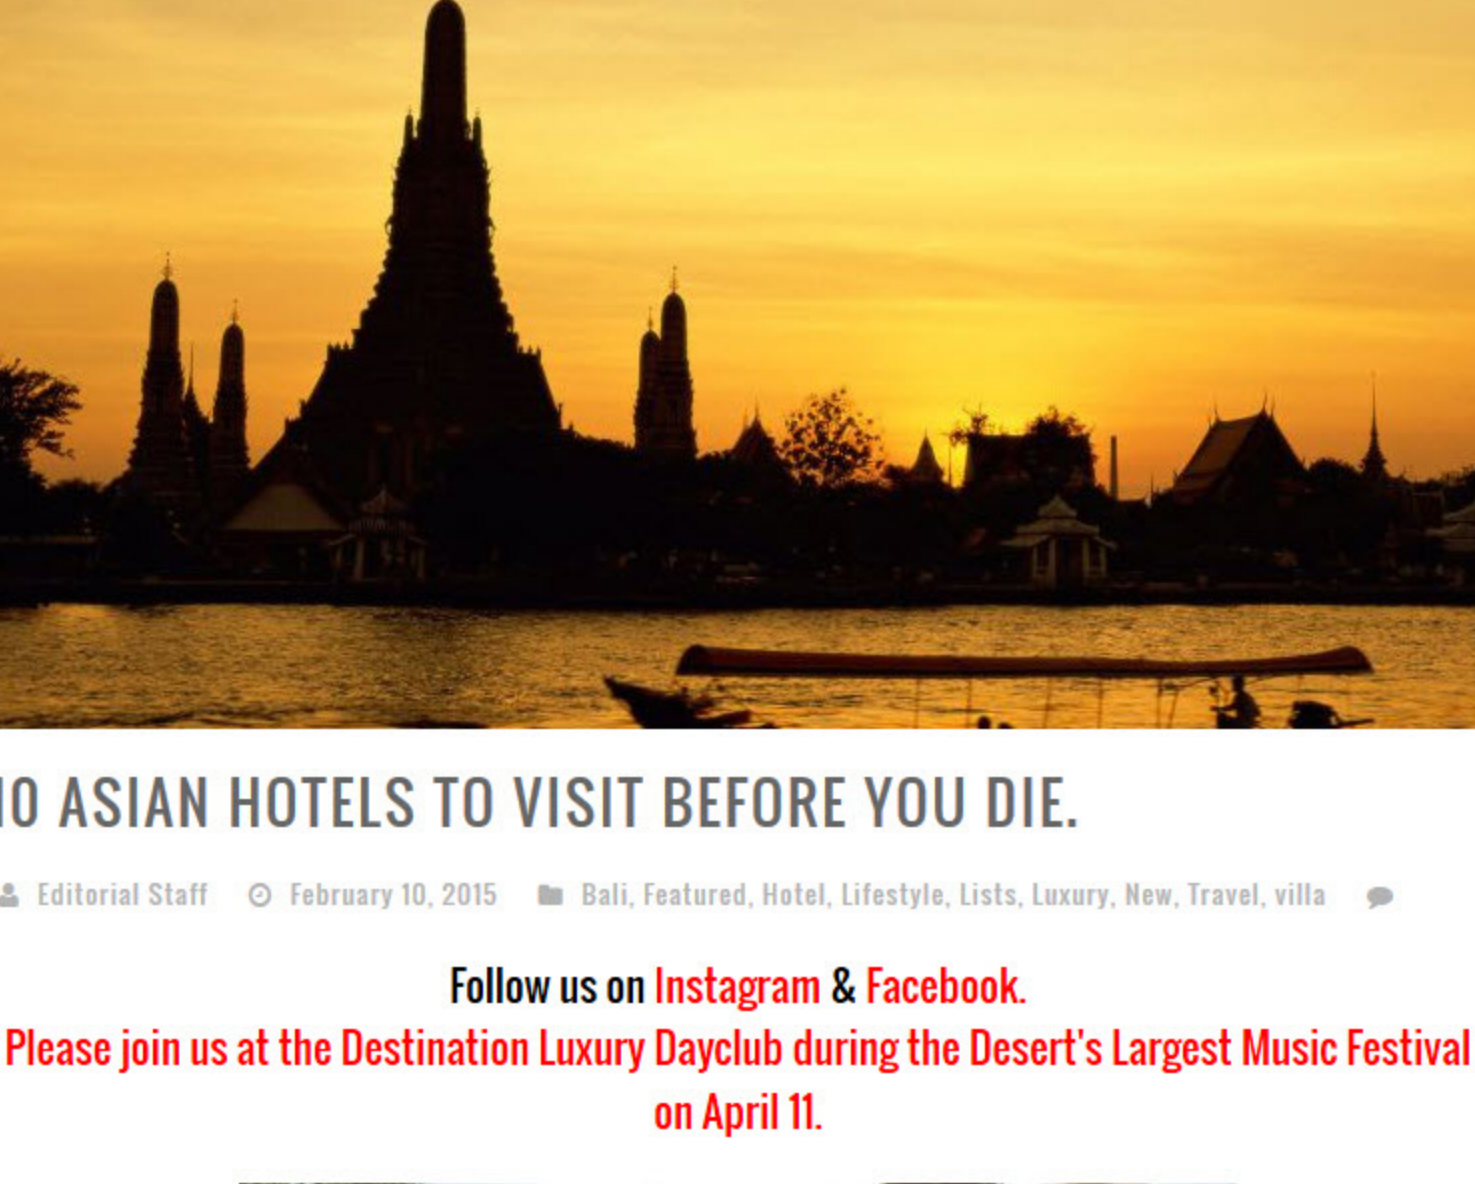 10 ASIAN HOTELS TO VISIT BEFORE YOU DIE.
Editorial Staff February 10, 2015 Bali, Featured, Hotel, Lifestyle, Lists, Luxury, New, Travel, villa
Follow us on Instagram & Facebook.
Please join us at the Destination Luxury Dayclub during the Desert's Largest Music Festival
on April 11.